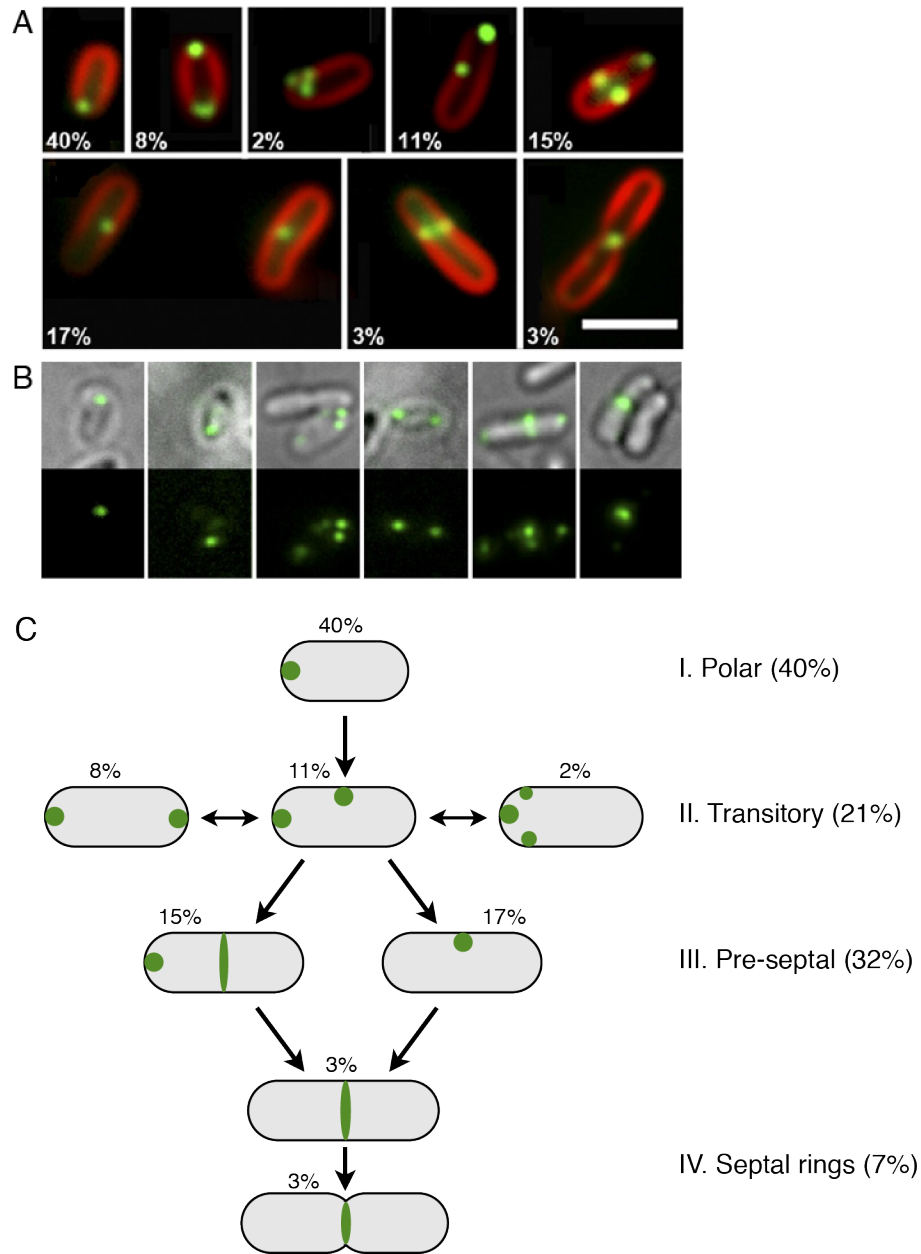 A
40%
8%
2%
11%
15%
17%
3%
3%
B
C
40%
I. Polar (40%)
8%
11%
2%
II. Transitory (21%)
15%
17%
III. Pre-septal (32%)
3%
IV. Septal rings (7%)
3%